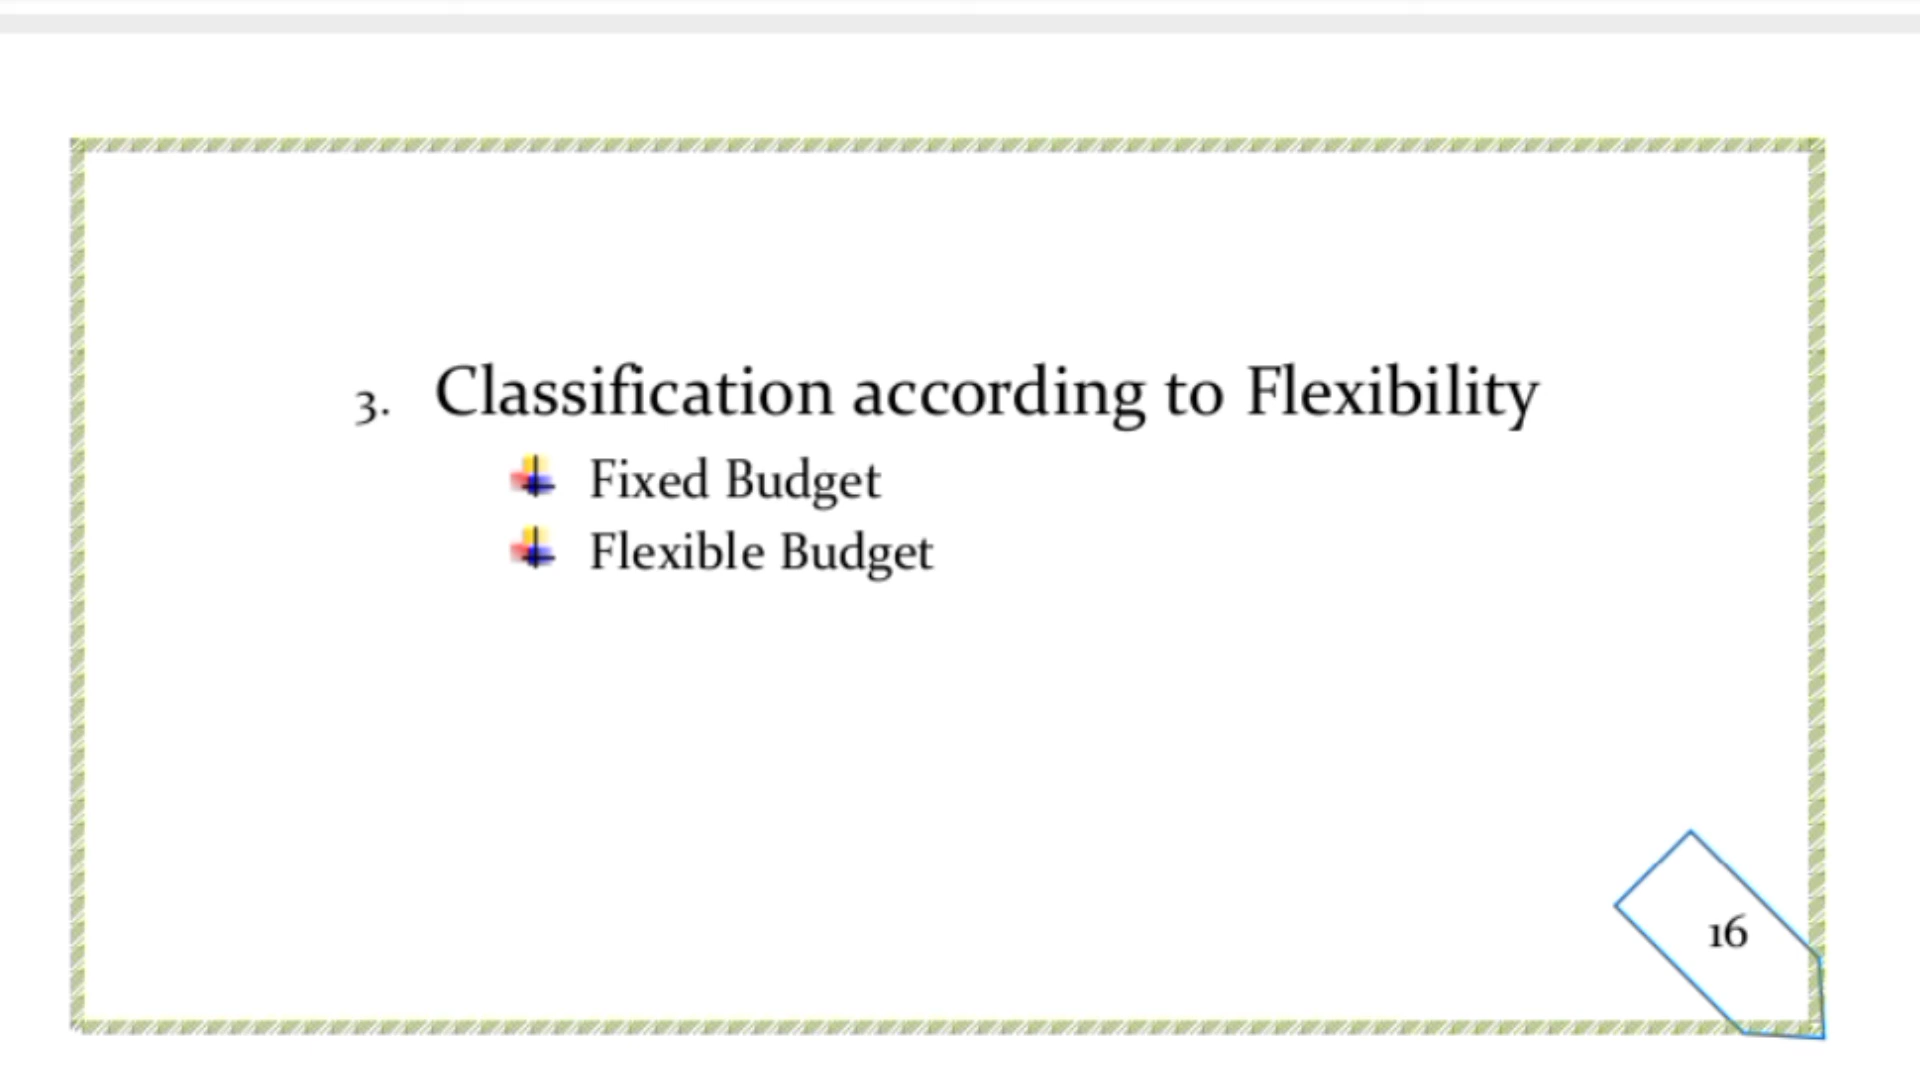 3. Classification according to Flexibility
Fixed Budget
Flexible Budget
16